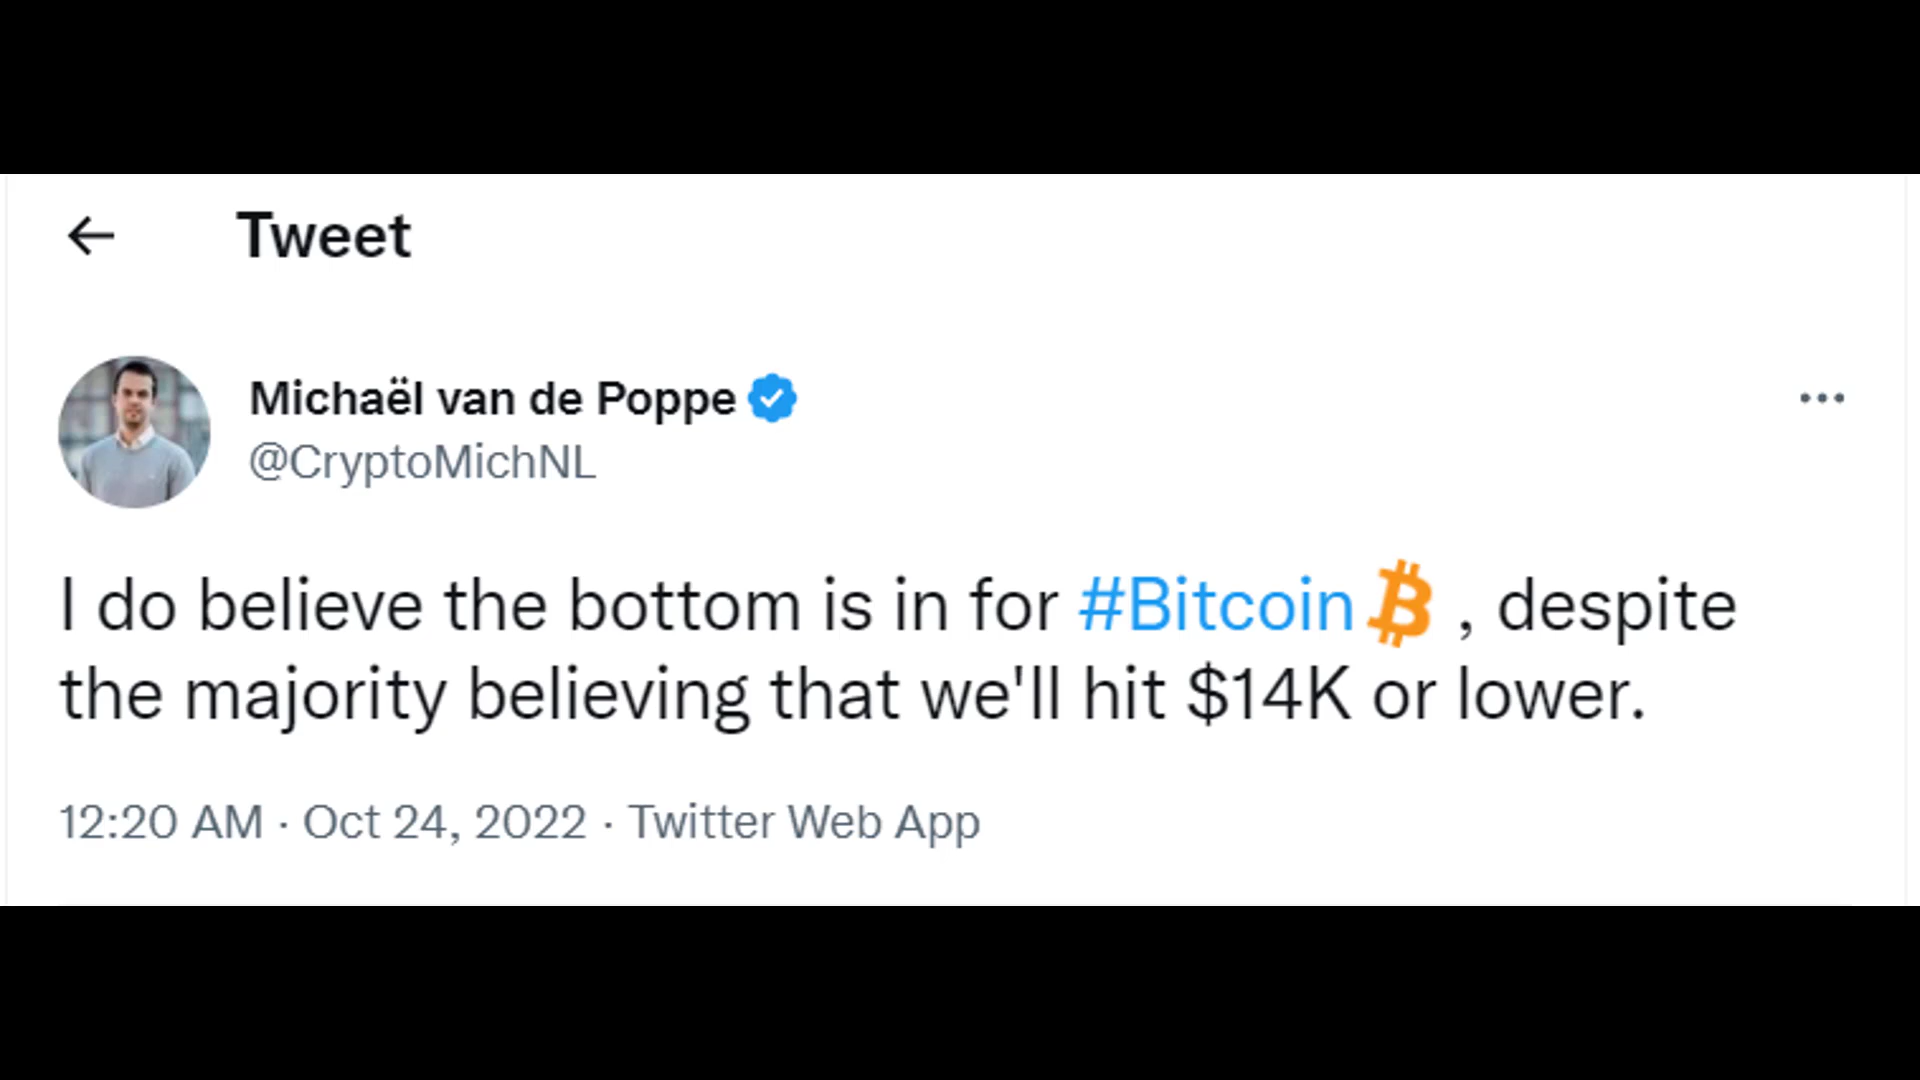 Tweet
Michaël van de Poppe
@CryptoMichNL
I do believe the bottom is in for #Bitcoin , despite
the majority believing that we'll hit $14K or lower.
12:20 AM · Oct 24, 2022 · Twitter Web App